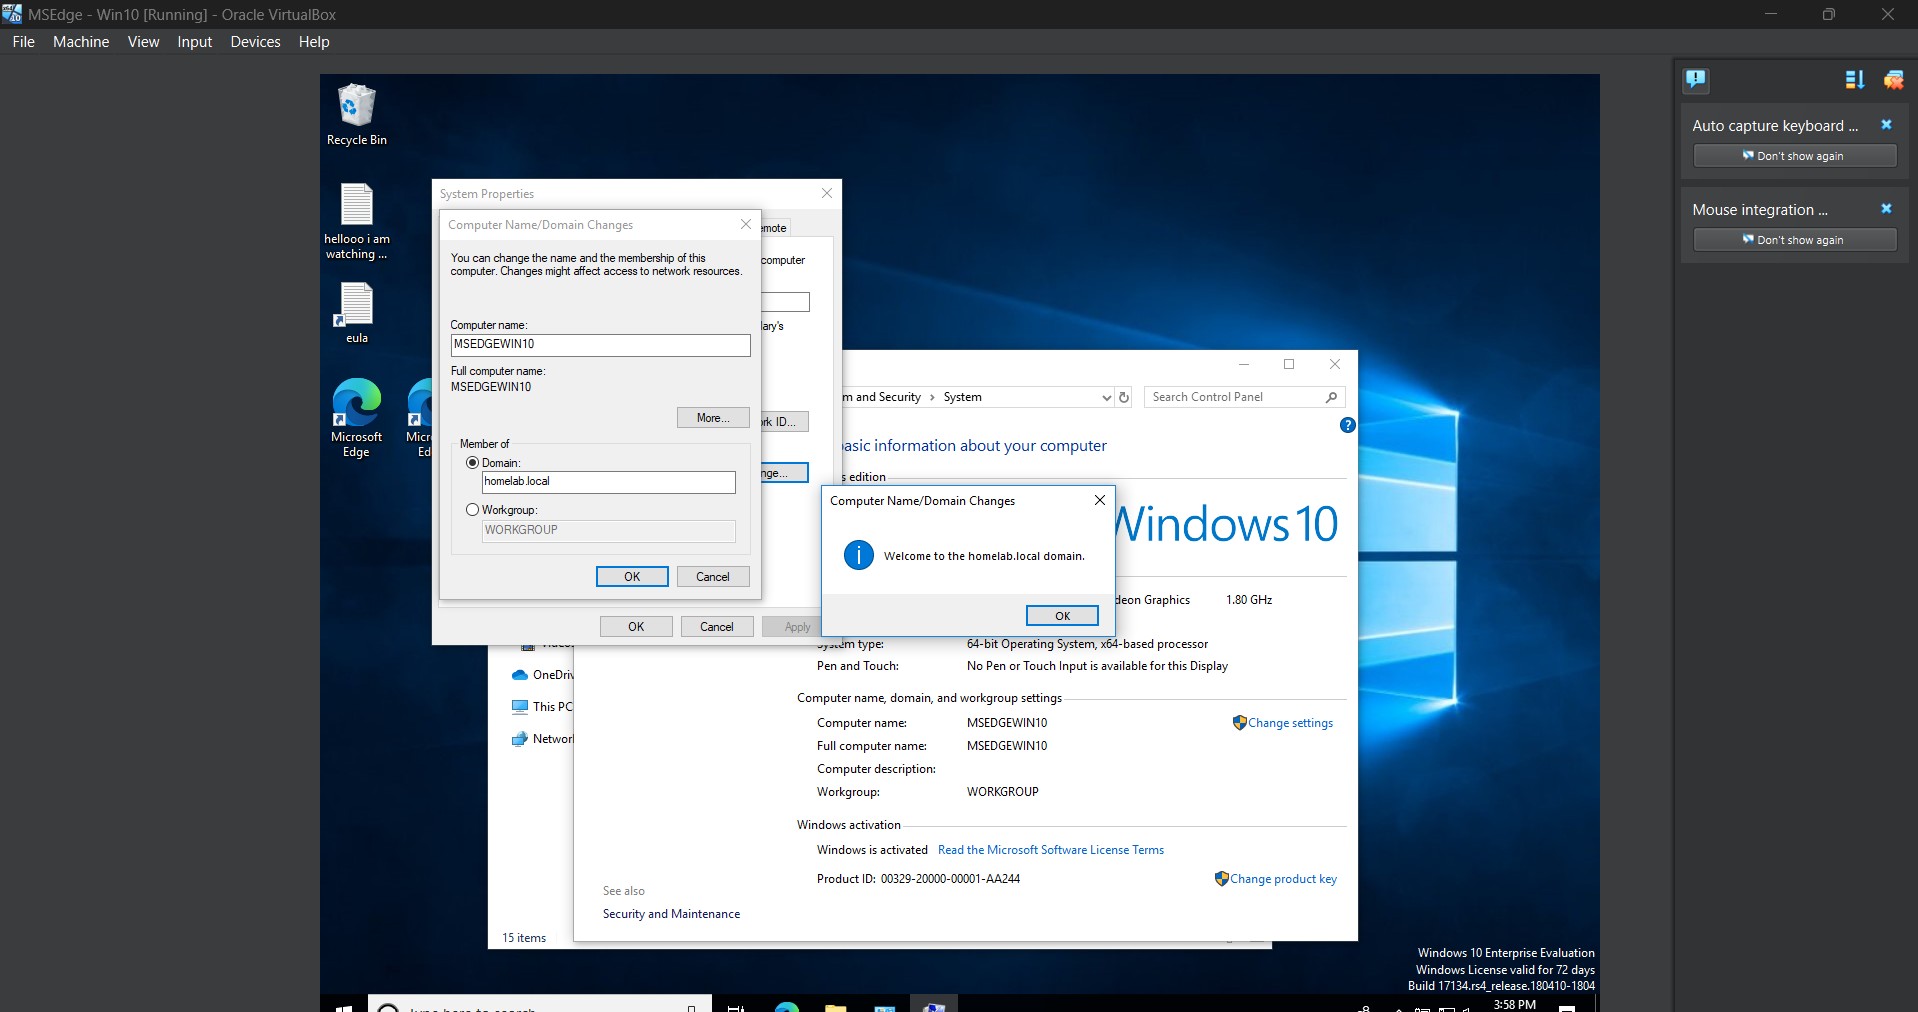 MSEdge - Win10 [Running] - Oracle VirtualBox
File Machine View Input Devices Help
Recycle Bin
hellooo i am
watching ...
eula
Microsoft
Edge
Micr
Ed
System Properties
Computer Name/Domain Changes
emote
You can change the name and the membership of this
computer. Changes might affect access to network resources.
computer
lary's
Computer name:
MSEDGEWIN10
Full computer name:
MSEDGEWIN10
More...
rk ID...
Member of
Domain:
homelab.local
nge...
Workgroup:
WORKGROUP
OK Cancel
OK Cancel Apply
m and Security > System
Search Control Panel
asic information about your computer
s edition
Windows 10
Computer Name/Domain Changes
Welcome to the homelab.local domain.
OK
deon Graphics 1.80 GHz
System type: 64-bit Operating System, x64-based processor
Pen and Touch: No Pen or Touch Input is available for this Display
Computer name, domain, and workgroup settings
Computer name: MSEDGEWIN10
Change settings
Full computer name: MSEDGEWIN10
Computer description:
Workgroup: WORKGROUP
Windows activation
Windows is activated Read the Microsoft Software License Terms
Product ID: 00329-20000-00001-AA244
Change product key
See also
Security and Maintenance
OneDriv
This PC
Networ
15 items
Windows 10 Enterprise Evaluation
Windows License valid for 72 days
Build 17134.rs4_release.180410-1804
3:58 PM
Auto capture keyboard ...
Don't show again
Mouse integration ...
Don't show again